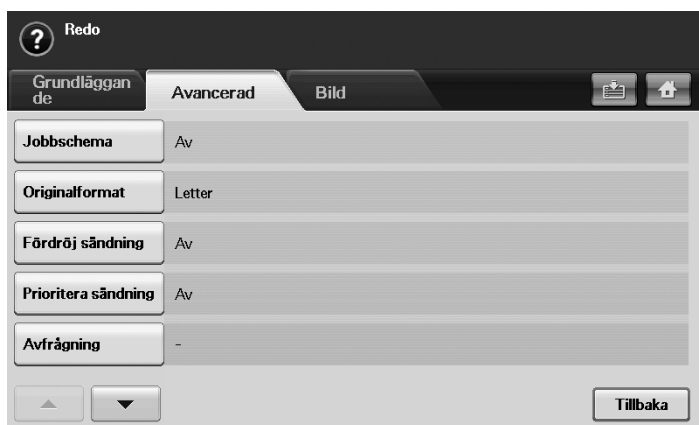 Redo
Grundläggan
de
Avancerad
Bild
Jobbschema
Av
Originalformat
Letter
Fördröj sändning
Av
Prioritera sändning
Av
Avfrågning
-
Tillbaka